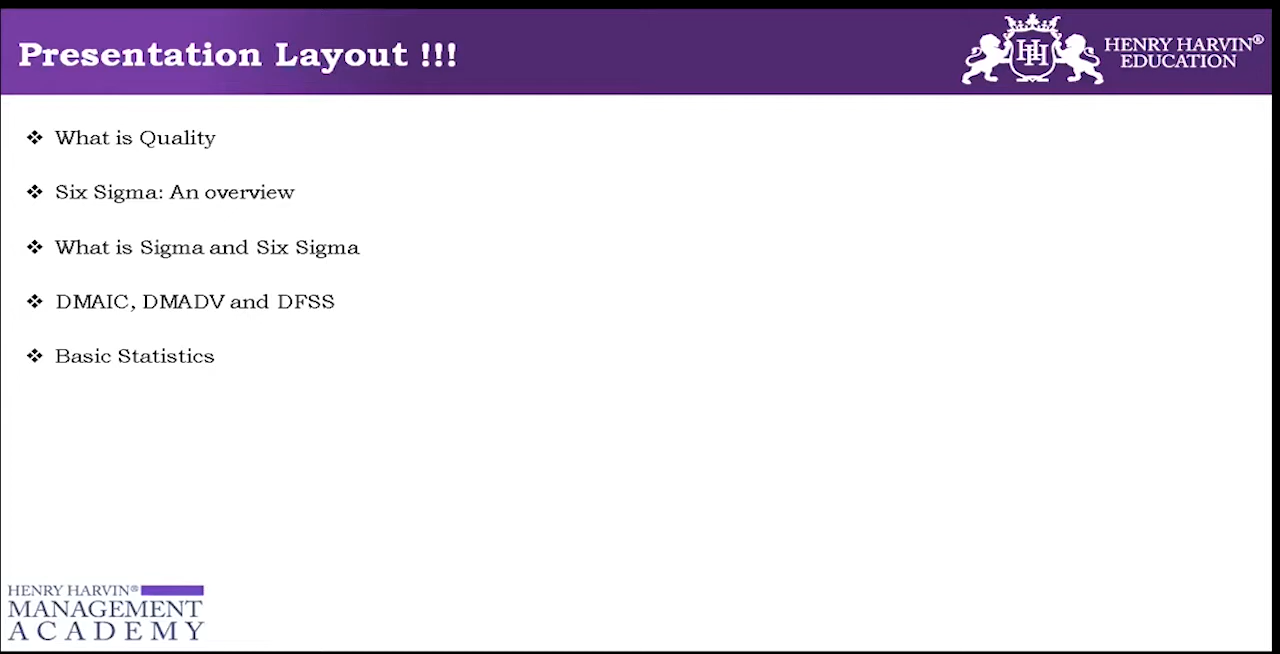 Presentation Layout !!!
HENRY HARVIN®
EDUCATION
❖ What is Quality
❖ Six Sigma: An overview
❖ What is Sigma and Six Sigma
❖ DMAIC, DMADV and DFSS
❖ Basic Statistics
HENRY HARVIN®
MANAGEMENT
ACADEMY